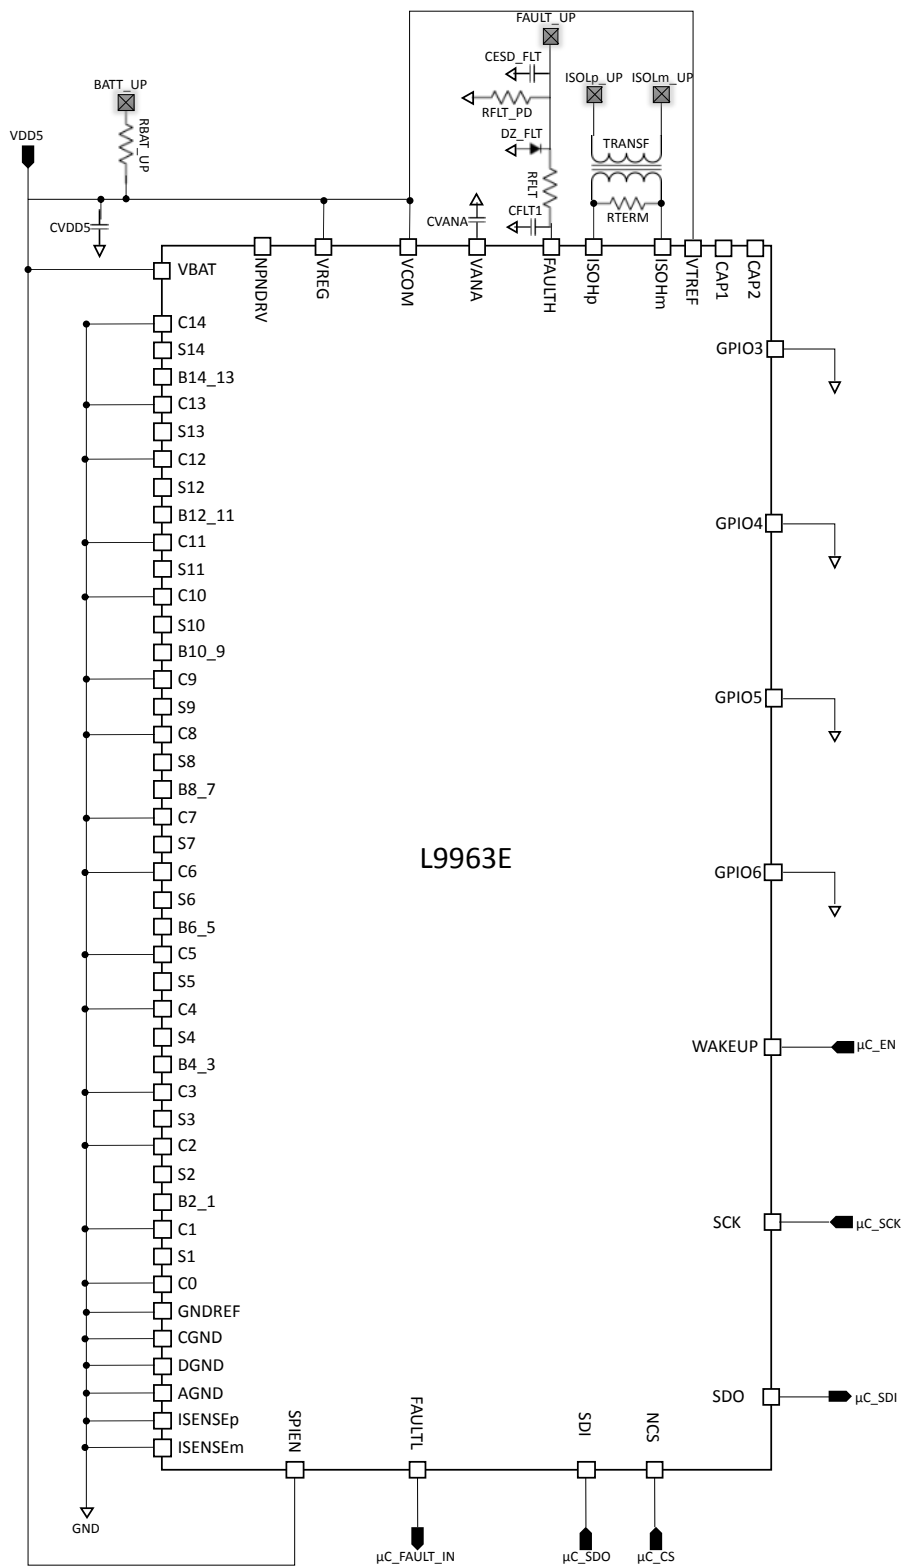 FAULT_UP
CESD_FLT
BATT_UP
ISOLp_UP
ISOLm_UP
RFLT_PD
VDD5
RBAT_UP
DZ_FLT
TRANSF
RFLT
CVANA
CFLT1
RTERM
CVDD5
VBAT
NPNDRV
VREG
VCOM
VANA
FAULTH
ISOHp
ISOHm
VTREF
CAP1
CAP2
C14
S14
GPIO3
B14_13
C13
S13
C12
S12
B12_11
GPIO4
C11
S11
C10
S10
B10_9
C9
GPIO5
S9
C8
S8
B8_7
C7
S7
L9963E
C6
GPIO6
S6
B6_5
C5
S5
C4
S4
WAKEUP
µC_EN
B4_3
C3
S3
C2
S2
B2_1
C1
SCK
µC_SCK
S1
C0
GNDREF
CGND
DGND
AGND
SDO
µC_SDI
ISENSEp
ISENSEm
SPIEN
FAULTL
SDI
NCS
GND
µC_FAULT_IN
µC_SDO
µC_CS